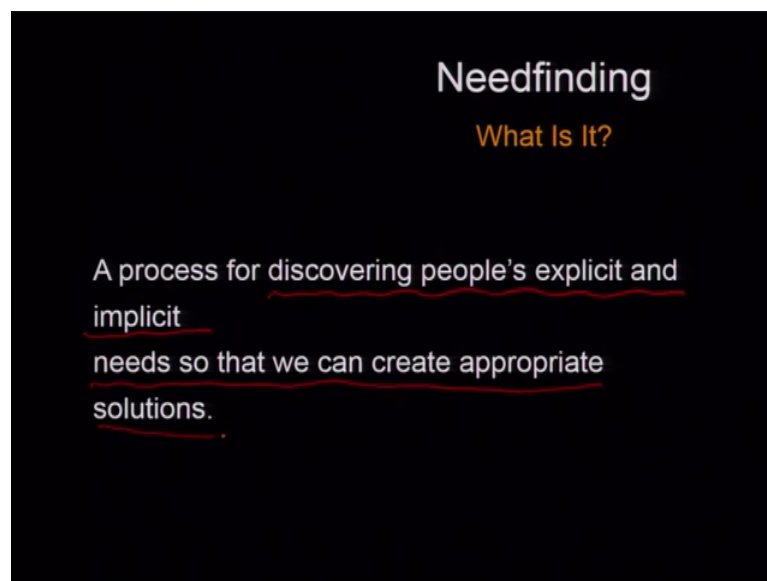 Needfinding
What Is It?
A process for discovering people's explicit and
implicit
needs so that we can create appropriate
solutions.